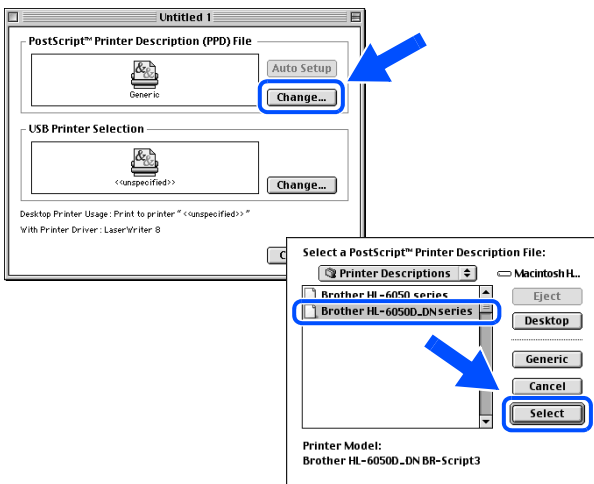 Untitled 1
PostScript™ Printer Description (PPD) File
Generic
Auto Setup
Change...
USB Printer Selection
<<unspecified>>
Change...
Desktop Printer Usage: Print to printer "<<unspecified>>"
With Printer Driver: LaserWriter 8
C
Select a PostScript™ Printer Description File:
Printer Descriptions
Macintosh H...
Brother HL-6050 series
Brother HL-6050D_DN series
Eject
Desktop
Generic
Cancel
Select
Printer Model:
Brother HL-6050D_DN BR-Script3